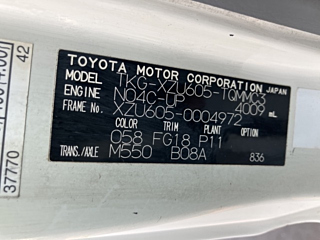 TOYOTA MOTOR CORPORATION JAPAN
MODEL TKG-XZU605-TQMMC3
ENGINE N04C-UP 4009 mL
FRAME No. XZU605-0004972
COLOR TRIM PLANT OPTION
058 FG18 P11
TRANS./AXLE M550 B08A 836
42
37770